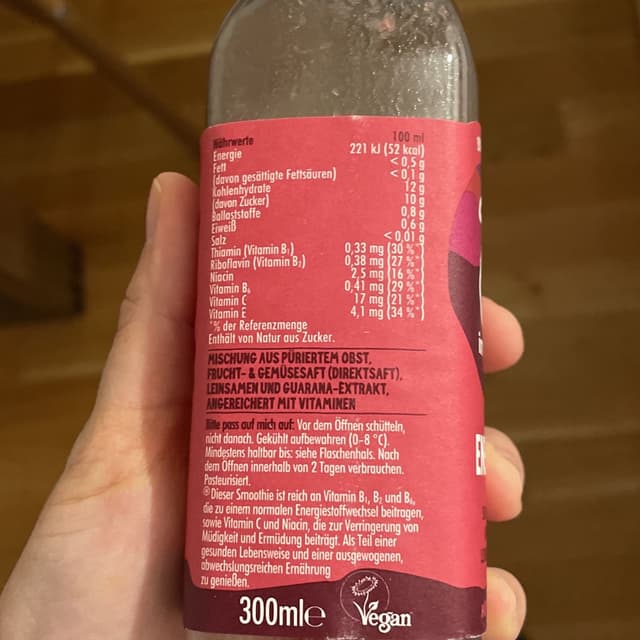 Nährwerte 100 ml
Energie 221 kJ (52 kcal)
Fett < 0,5 g
(davon gesättigte Fettsäuren) < 0,1 g
Kohlenhydrate 12 g
(davon Zucker) 10 g
Ballaststoffe 0,8 g
Eiweiß 0,6 g
Salz < 0,01 g
Thiamin (Vitamin B₁) 0,33 mg (30 %*)
Riboflavin (Vitamin B₂) 0,38 mg (27 %*)
Niacin 2,5 mg (16 %*)
Vitamin B₆ 0,41 mg (29 %*)
Vitamin C 17 mg (21 %*)
Vitamin E 4,1 mg (34 %*)
*% der Referenzmenge
Enthält von Natur aus Zucker.
MISCHUNG AUS PÜRIERTEM OBST,
FRUCHT- & GEMÜSESAFT (DIREKTSAFT),
LEINSAMEN UND GUARANA-EXTRAKT,
ANGEREICHERT MIT VITAMINEN
Bitte pass auf mich auf: Vor dem Öffnen schütteln,
nicht danach. Gekühlt aufbewahren (0–8 °C).
Mindestens haltbar bis: siehe Flaschenhals. Nach
dem Öffnen innerhalb von 2 Tagen verbrauchen.
Pasteurisiert.
Dieser Smoothie ist reich an Vitamin B₁, B₂ und B₆,
die zu einem normalen Energiestoffwechsel beitragen,
sowie Vitamin C und Niacin, die zur Verringerung von
Müdigkeit und Ermüdung beiträgt. Als Teil einer
gesunden Lebensweise und einer ausgewogenen,
abwechslungsreichen Ernährung
zu genießen.
300ml℮ Vegan